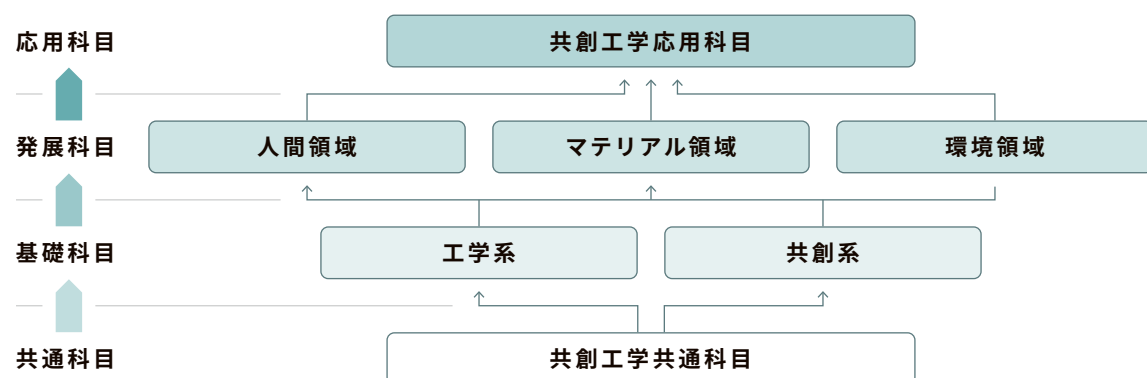 応用科目
共創工学応用科目
発展科目
人間領域
マテリアル領域
環境領域
基礎科目
工学系
共創系
共通科目
共創工学共通科目